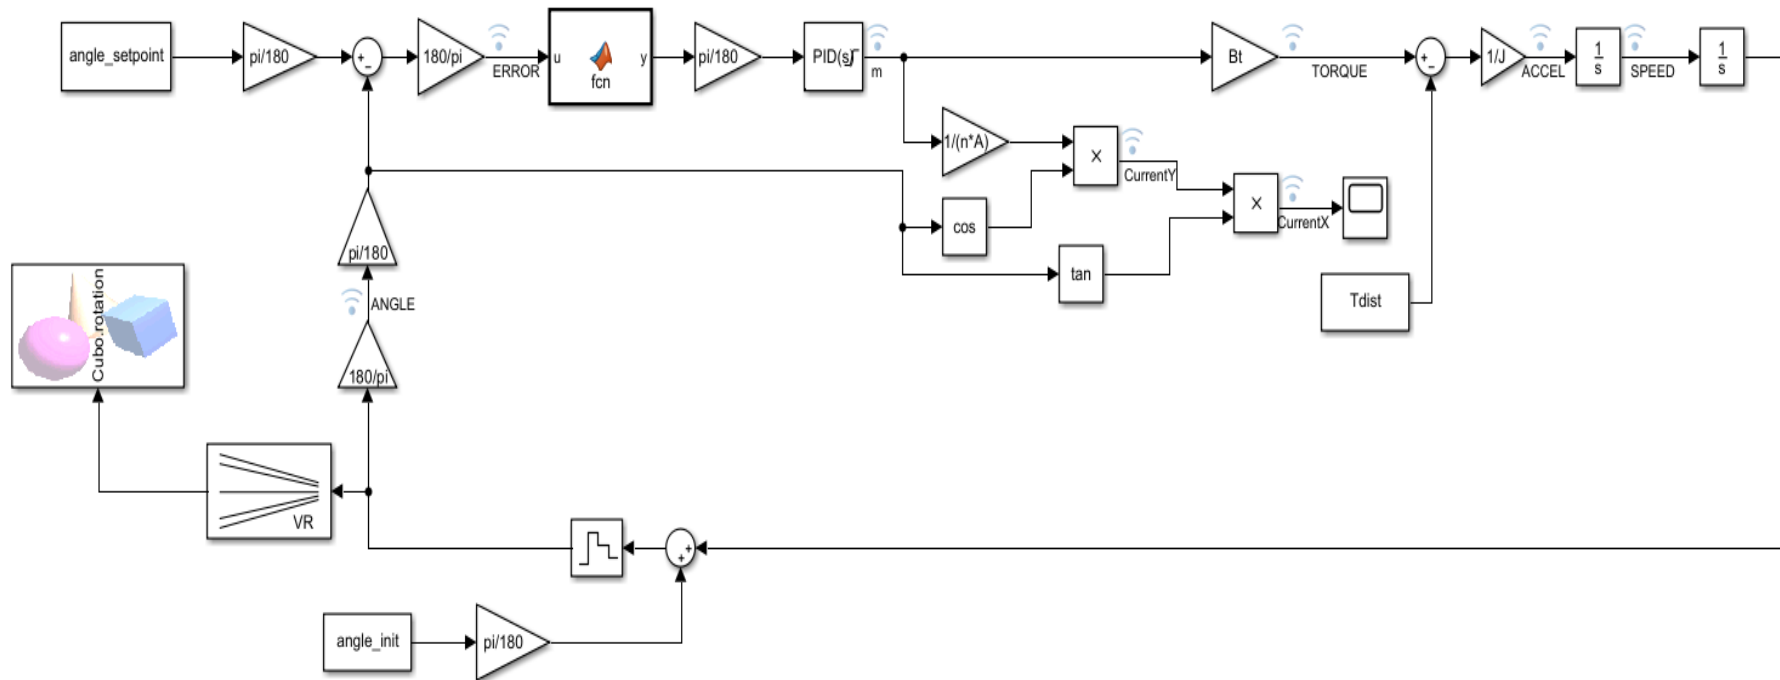 angle_setpoint
pi/180
+
−
180/pi
ERROR
u
fcn
y
pi/180
PID(s)
m
Bt
TORQUE
+
−
1/J
ACCEL
1
s
SPEED
1
s
1/(n*A)
×
CurrentY
cos
×
CurrentX
tan
Tdist
pi/180
ANGLE
180/pi
Cubo.rotation
VR
+
+
angle_init
pi/180